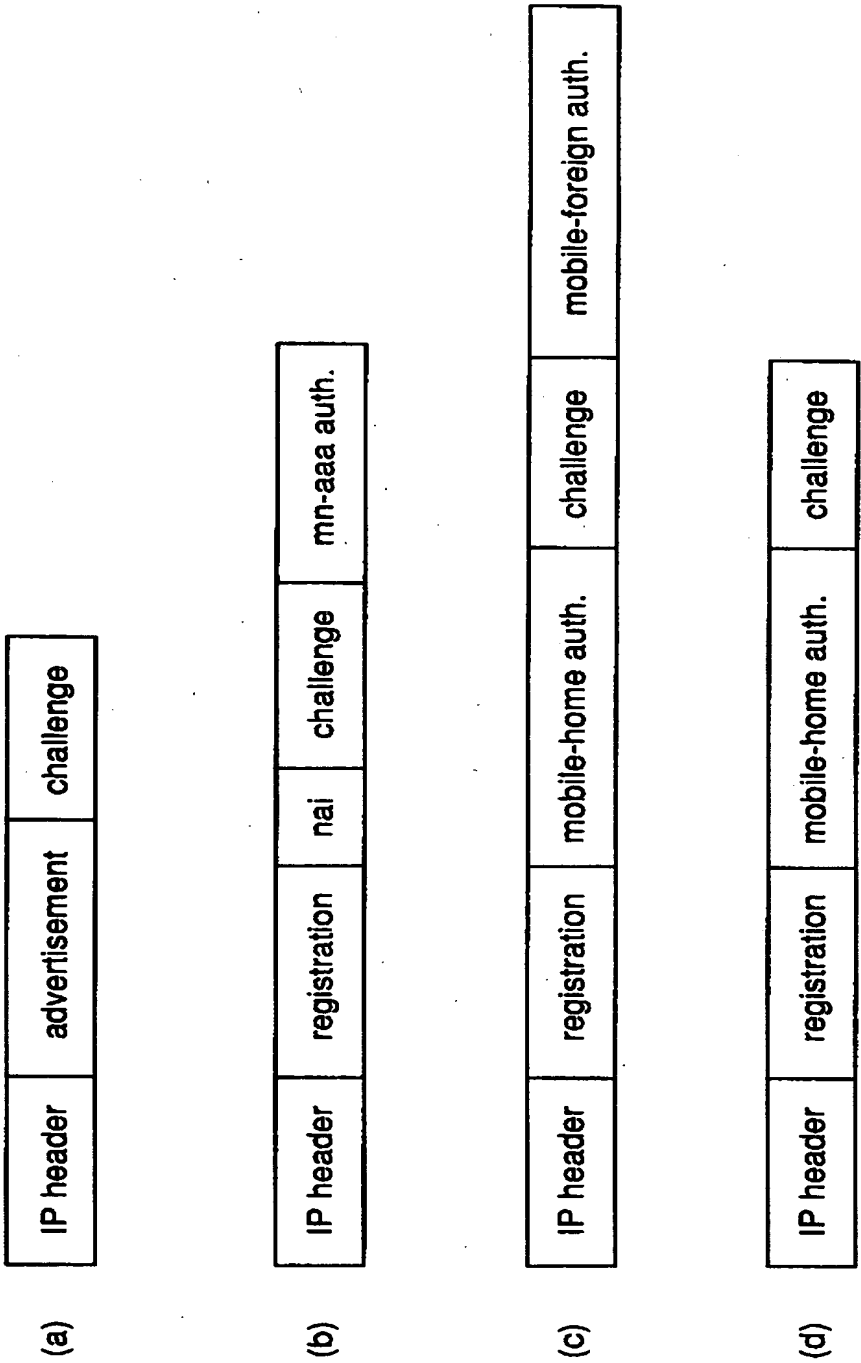 (a) IP header advertisement challenge
(b) IP header registration nai challenge mn-aaa auth.
(c) IP header registration mobile-home auth. challenge mobile-foreign auth.
(d) IP header registration mobile-home auth. challenge